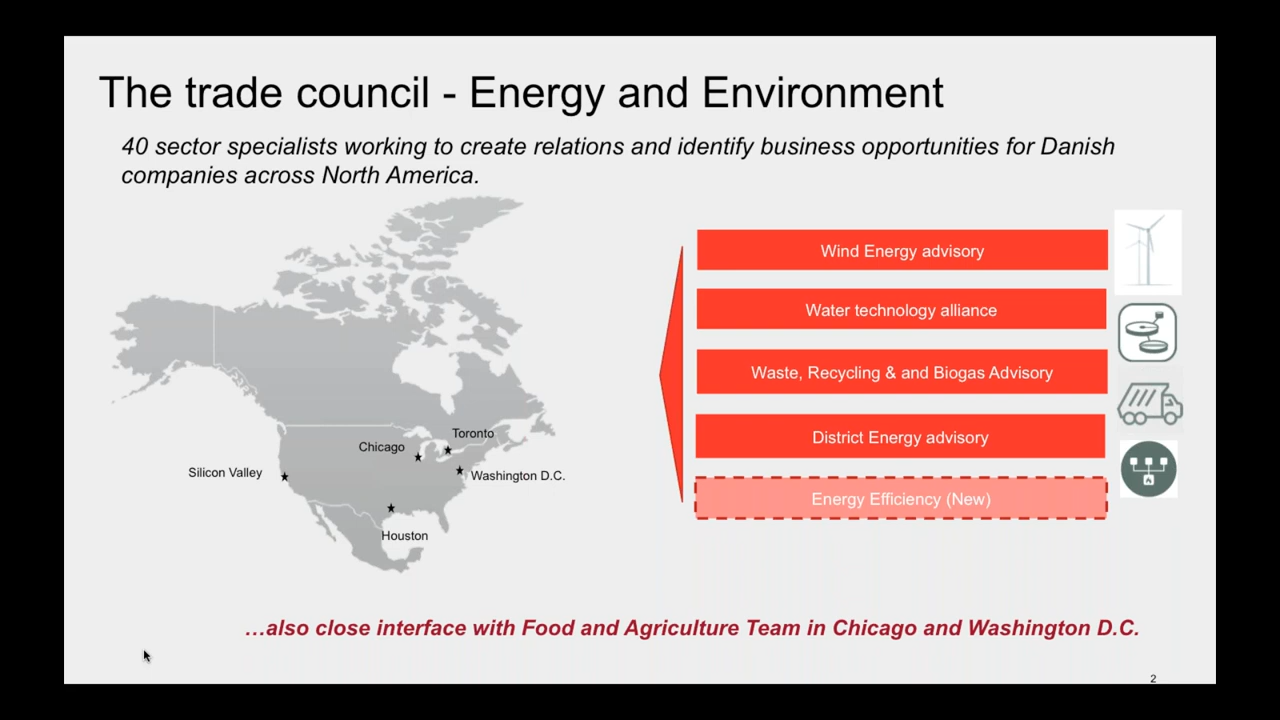 The trade council - Energy and Environment
40 sector specialists working to create relations and identify business opportunities for Danish
companies across North America.
Wind Energy advisory
Water technology alliance
Waste, Recycling & and Biogas Advisory
District Energy advisory
Energy Efficiency (New)
Toronto
Chicago
Silicon Valley
Washington D.C.
Houston
…also close interface with Food and Agriculture Team in Chicago and Washington D.C.
2